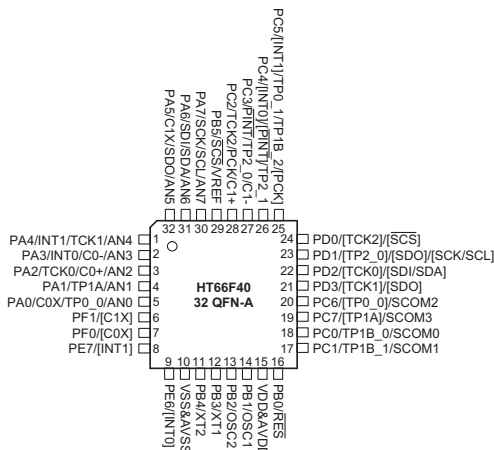 PC5/[INT1]/TP0_1/TP1B_2/[PCK]
PC4/[INT0]/[PINT]/TP2_1
PC3/PINT/TP2_0/C1-
PC2/TCK2/PCK/C1+
PB5/SCS/VREF
PA7/SCK/SCL/AN7
PA6/SDI/SDA/AN6
PA5/C1X/SDO/AN5
32 31 30 29 28 27 26 25
PA4/INT1/TCK1/AN4 1
PA3/INT0/C0-/AN3 2
PA2/TCK0/C0+/AN2 3
PA1/TP1A/AN1 4
PA0/C0X/TP0_0/AN0 5
PF1/[C1X] 6
PF0/[C0X] 7
PE7/[INT1] 8
HT66F40
32 QFN-A
24 PD0/[TCK2]/[SCS]
23 PD1/[TP2_0]/[SDO]/[SCK/SCL]
22 PD2/[TCK0]/[SDI/SDA]
21 PD3/[TCK1]/[SDO]
20 PC6/[TP0_0]/SCOM2
19 PC7/[TP1A]/SCOM3
18 PC0/TP1B_0/SCOM0
17 PC1/TP1B_1/SCOM1
9 10 11 12 13 14 15 16
PE6/[INT0]
VSS&AVSS
PB4/XT2
PB3/XT1
PB2/OSC2
PB1/OSC1
VDD&AVDD
PB0/RES